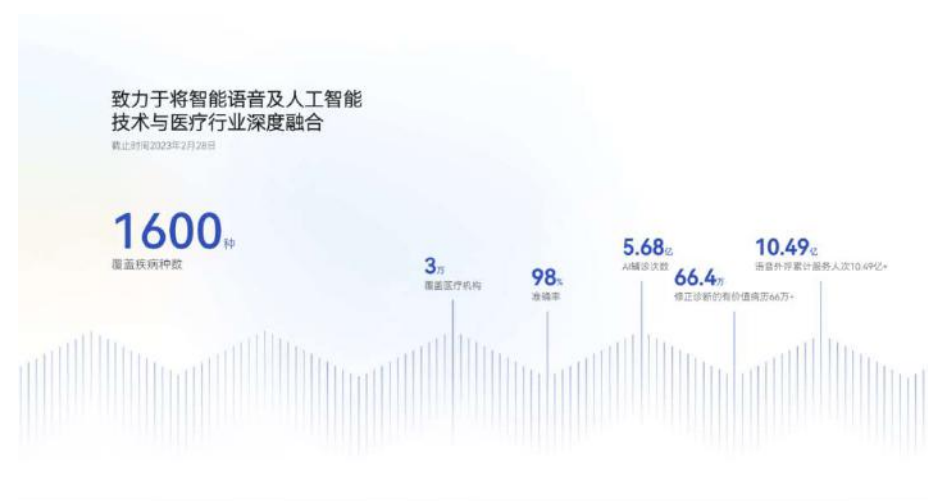 致力于将智能语音及人工智能
技术与医疗行业深度融合
截止时间2023年2月28日
1600种
覆盖疾病种数
3万
覆盖医疗机构
98%
准确率
5.68亿
AI辅诊次数
66.4万
修正诊断的有价值病历66万+
10.49亿
语音外呼累计服务人次10.49亿+